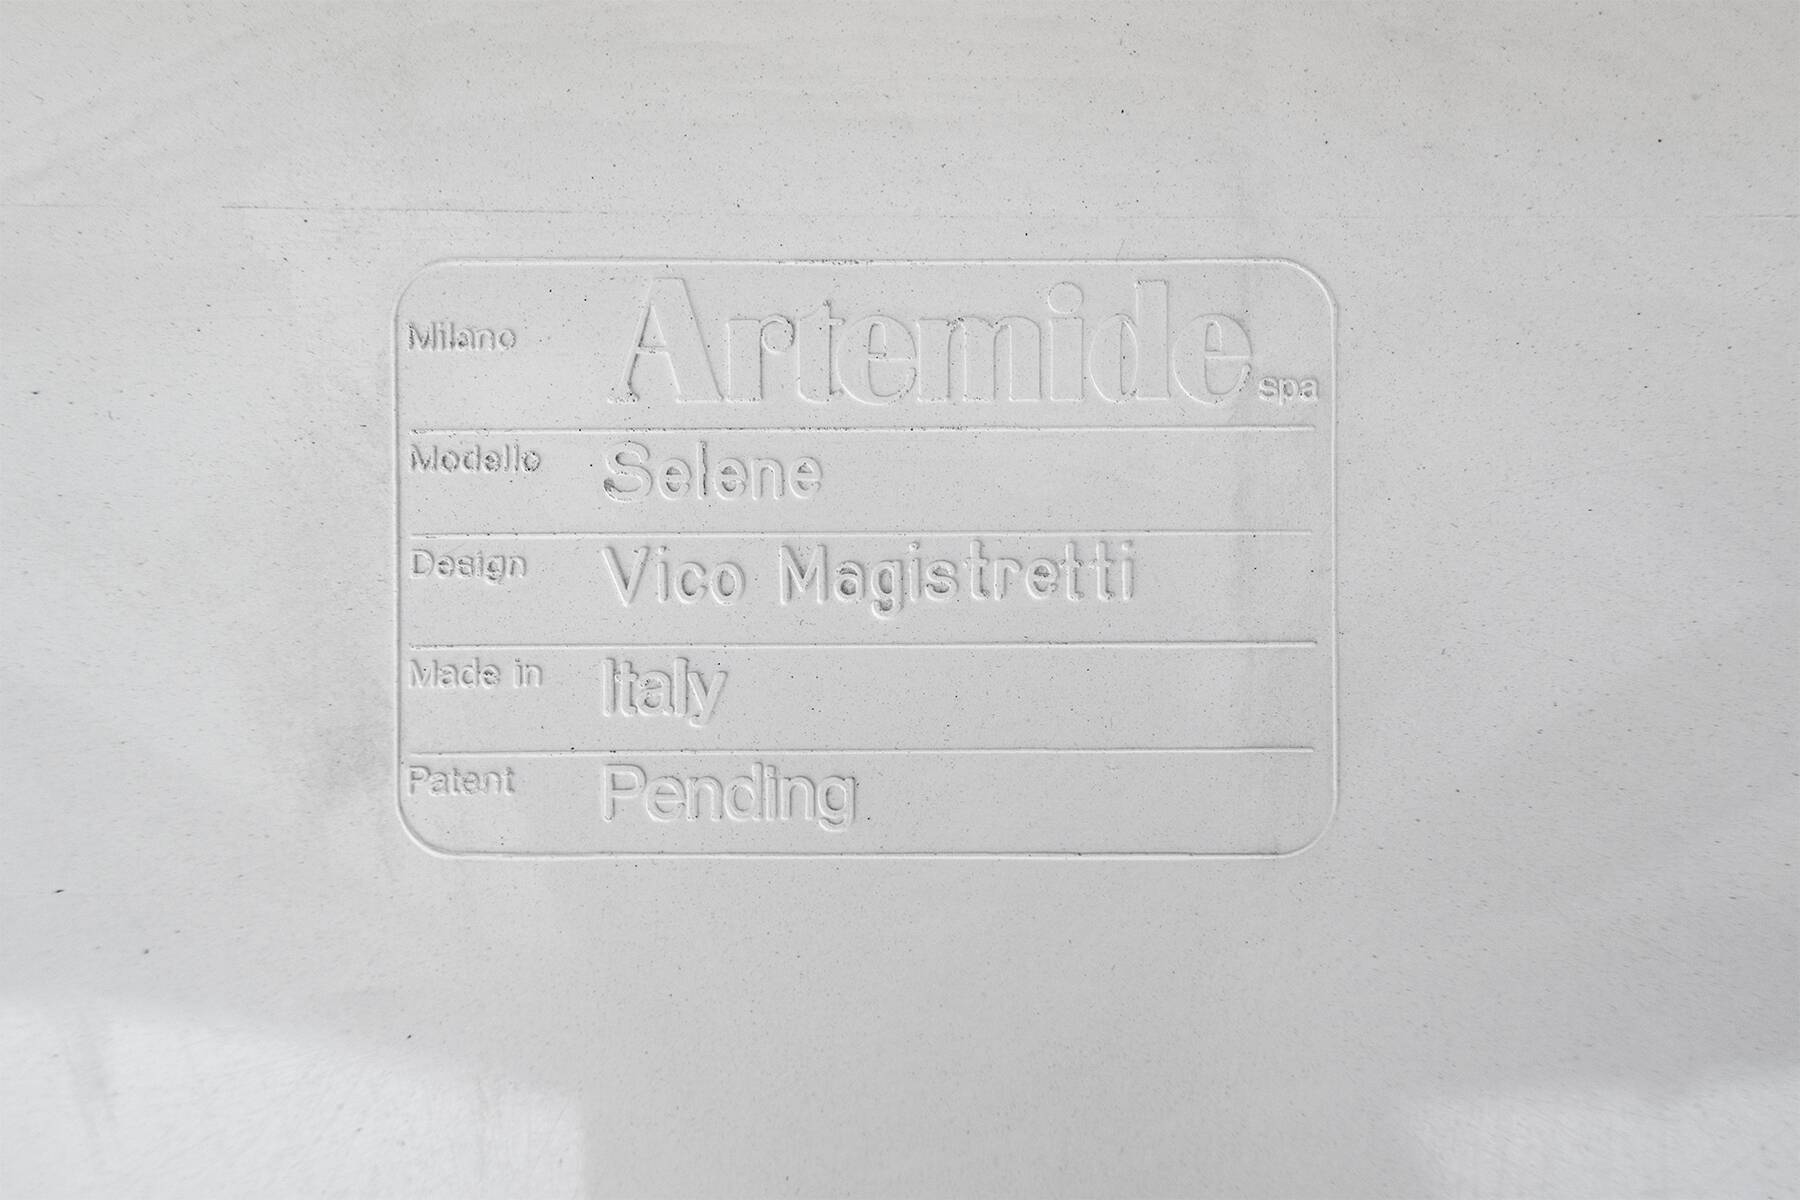 Milano Artemide spa
Modello Selene
Design Vico Magistretti
Made in Italy
Patent Pending